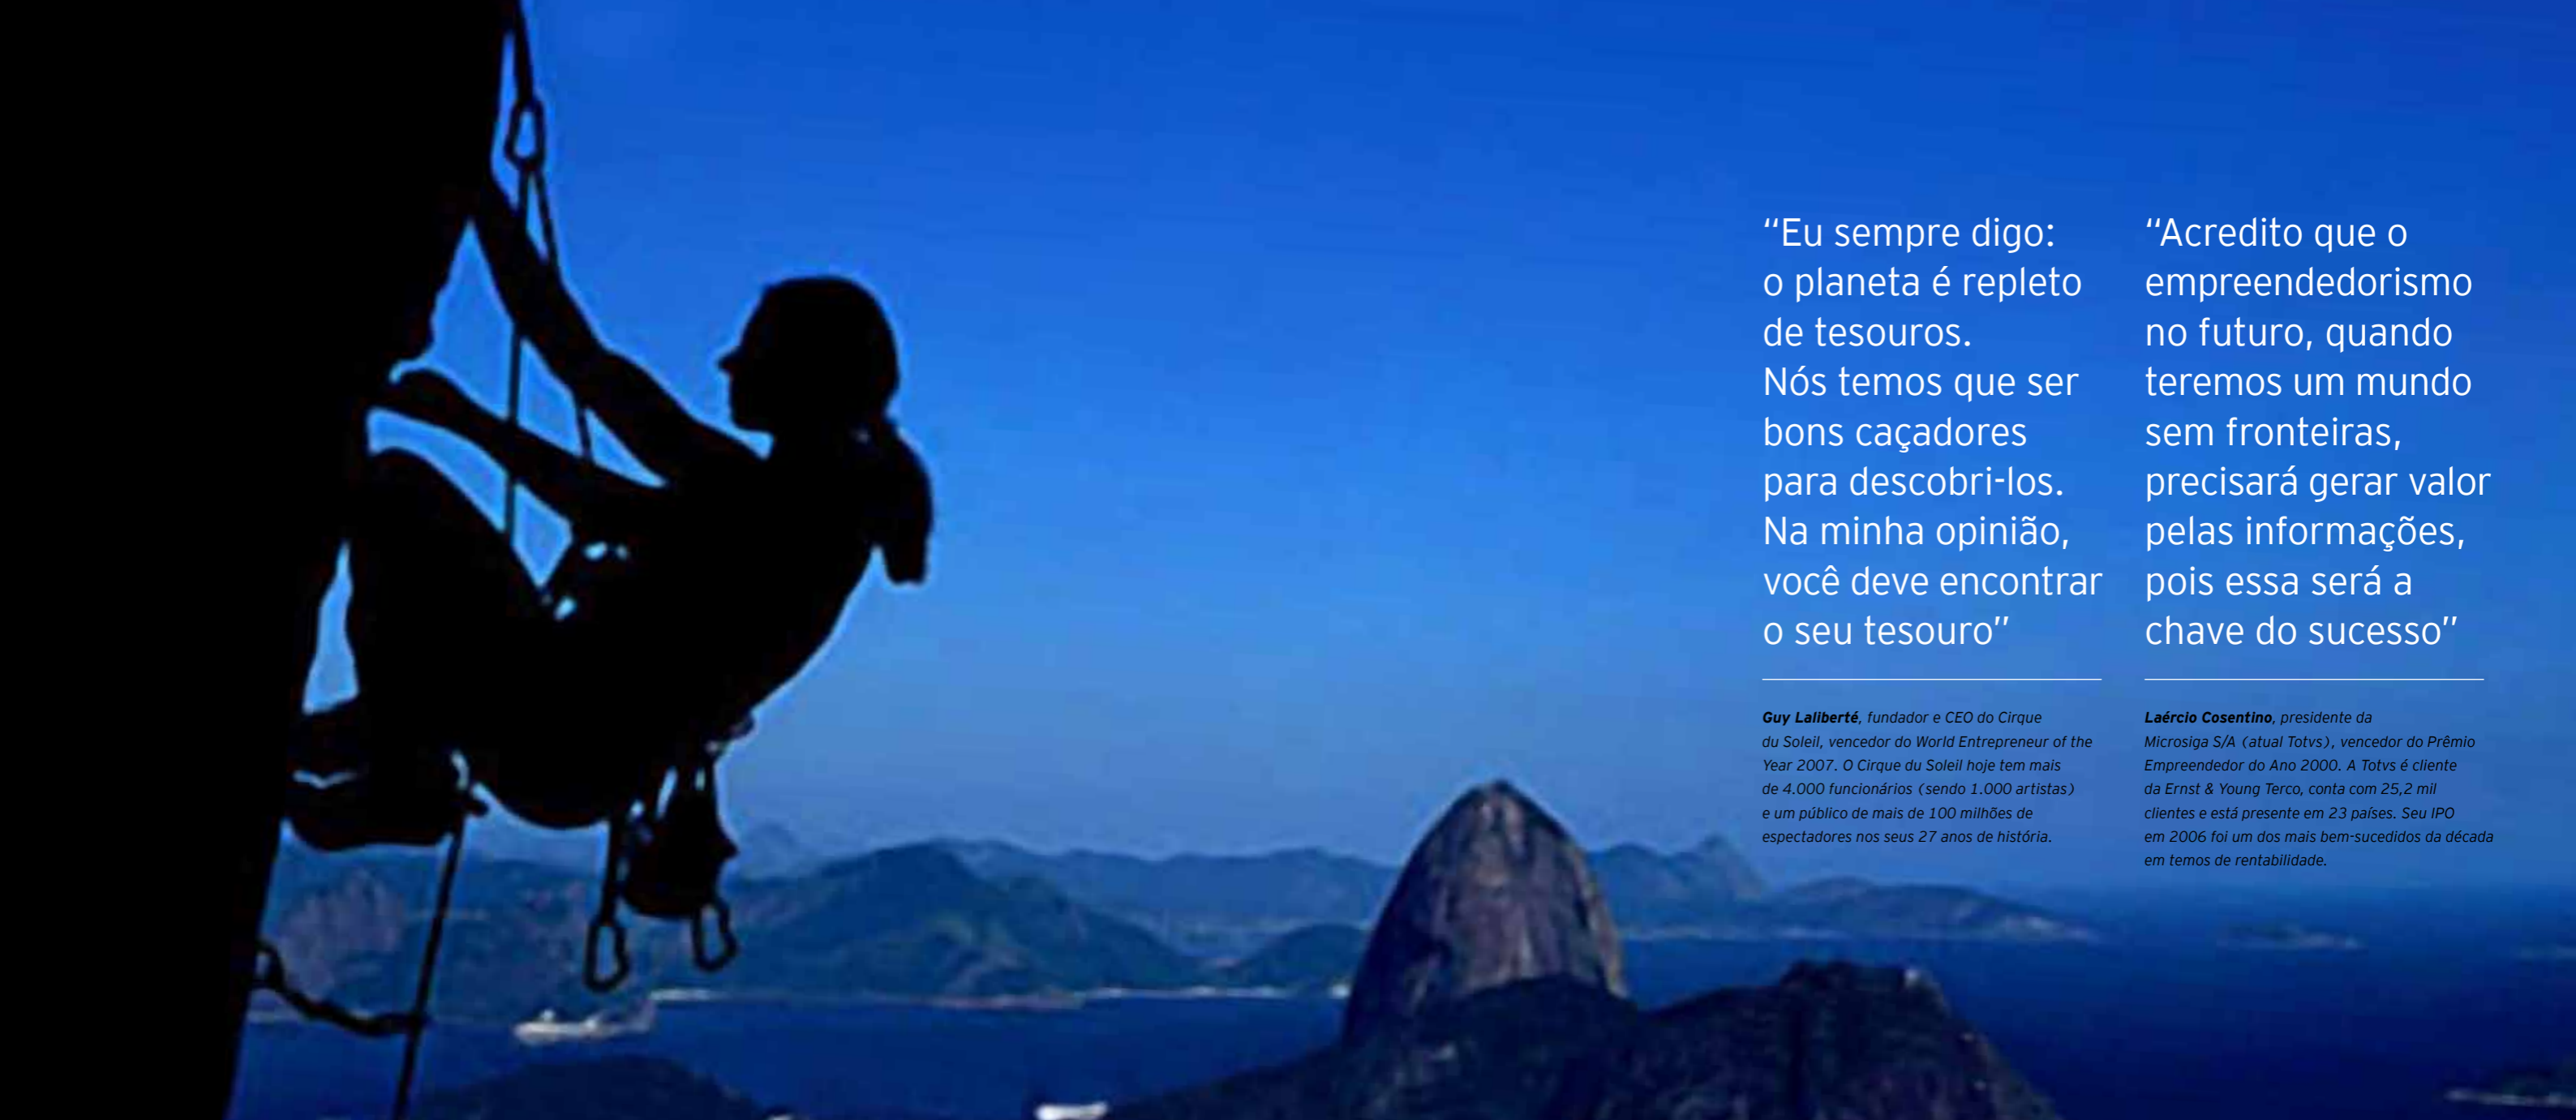 “Eu sempre digo:
o planeta é repleto
de tesouros.
Nós temos que ser
bons caçadores
para descobri-los.
Na minha opinião,
você deve encontrar
o seu tesouro”
Guy Laliberté, fundador e CEO do Cirque
du Soleil, vencedor do World Entrepreneur of the
Year 2007. O Cirque du Soleil hoje tem mais
de 4.000 funcionários (sendo 1.000 artistas)
e um público de mais de 100 milhões de
espectadores nos seus 27 anos de história.
“Acredito que o
empreendedorismo
no futuro, quando
teremos um mundo
sem fronteiras,
precisará gerar valor
pelas informações,
pois essa será a
chave do sucesso”
Laércio Cosentino, presidente da
Microsiga S/A (atual Totvs), vencedor do Prêmio
Empreendedor do Ano 2000. A Totvs é cliente
da Ernst & Young Terco, conta com 25,2 mil
clientes e está presente em 23 países. Seu IPO
em 2006 foi um dos mais bem-sucedidos da década
em temos de rentabilidade.